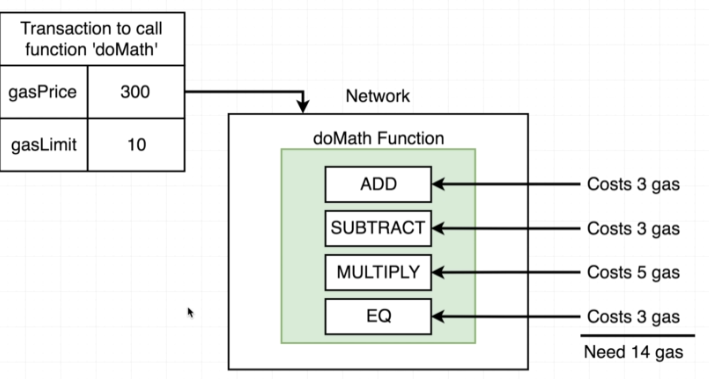 Transaction to call
function 'doMath'
gasPrice 300
gasLimit 10
Network
doMath Function
ADD Costs 3 gas
SUBTRACT Costs 3 gas
MULTIPLY Costs 5 gas
EQ Costs 3 gas
Need 14 gas